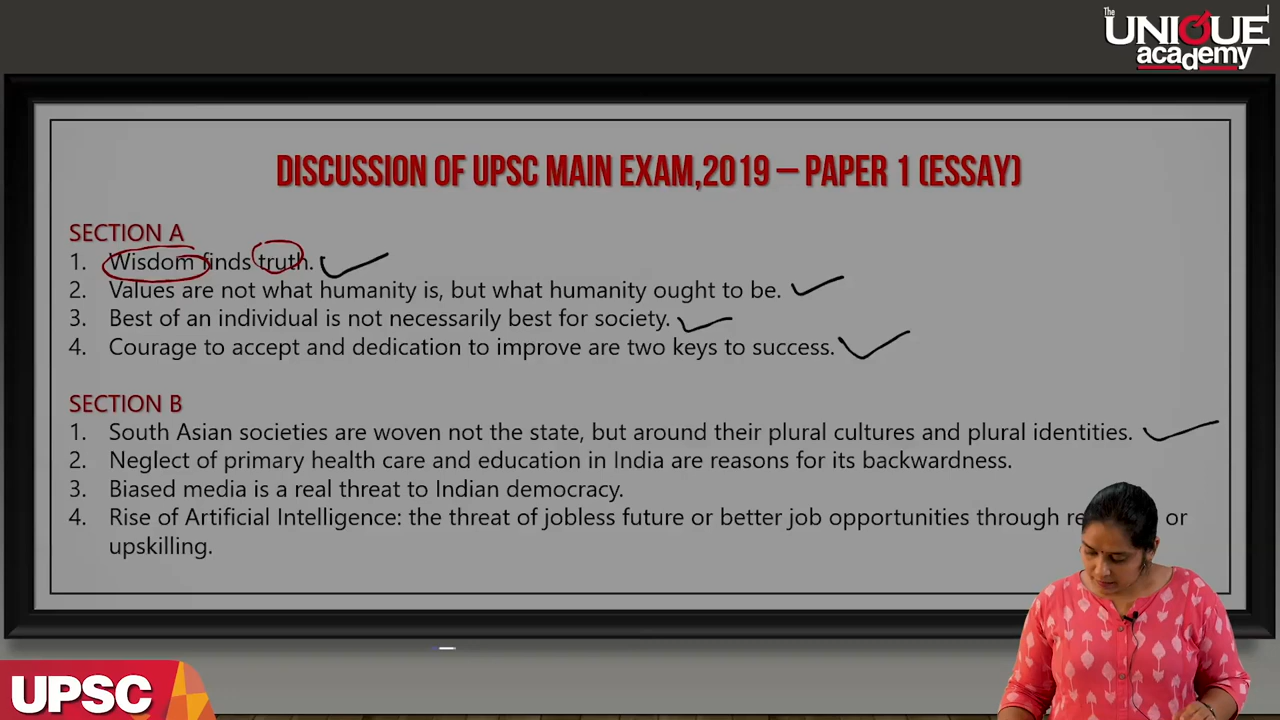 The
UNIQUE
academy
DISCUSSION OF UPSC MAIN EXAM,2019 – PAPER 1 (ESSAY)
SECTION A
1. Wisdom finds truth.
2. Values are not what humanity is, but what humanity ought to be.
3. Best of an individual is not necessarily best for society.
4. Courage to accept and dedication to improve are two keys to success.
SECTION B
1. South Asian societies are woven not the state, but around their plural cultures and plural identities.
2. Neglect of primary health care and education in India are reasons for its backwardness.
3. Biased media is a real threat to Indian democracy.
4. Rise of Artificial Intelligence: the threat of jobless future or better job opportunities through or
upskilling.
UPSC